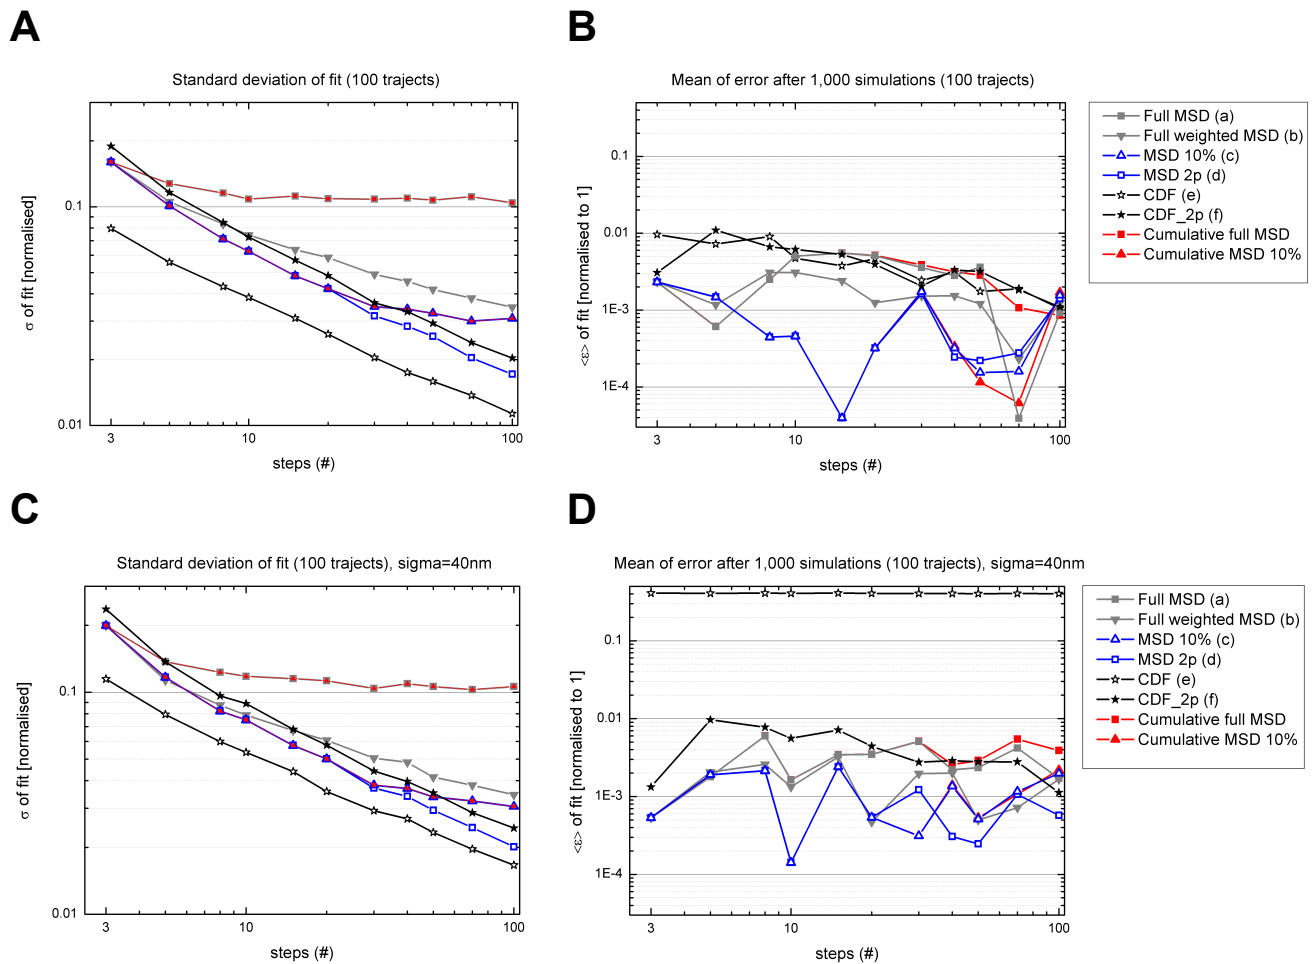 A
B
Standard deviation of fit (100 trajects)
σ of fit [normalised]
0.1
0.01
3
10
100
steps (#)
Mean of error after 1,000 simulations (100 trajects)
<ε> of fit [normalised to 1]
0.1
0.01
1E-3
1E-4
3
10
100
steps (#)
Full MSD (a)
Full weighted MSD (b)
MSD 10% (c)
MSD 2p (d)
CDF (e)
CDF_2p (f)
Cumulative full MSD
Cumulative MSD 10%
C
D
Standard deviation of fit (100 trajects), sigma=40nm
σ of fit [normalised]
0.1
0.01
3
10
100
steps (#)
Mean of error after 1,000 simulations (100 trajects), sigma=40nm
<ε> of fit [normalised to 1]
0.1
0.01
1E-3
1E-4
3
10
100
steps (#)
Full MSD (a)
Full weighted MSD (b)
MSD 10% (c)
MSD 2p (d)
CDF (e)
CDF_2p (f)
Cumulative full MSD
Cumulative MSD 10%